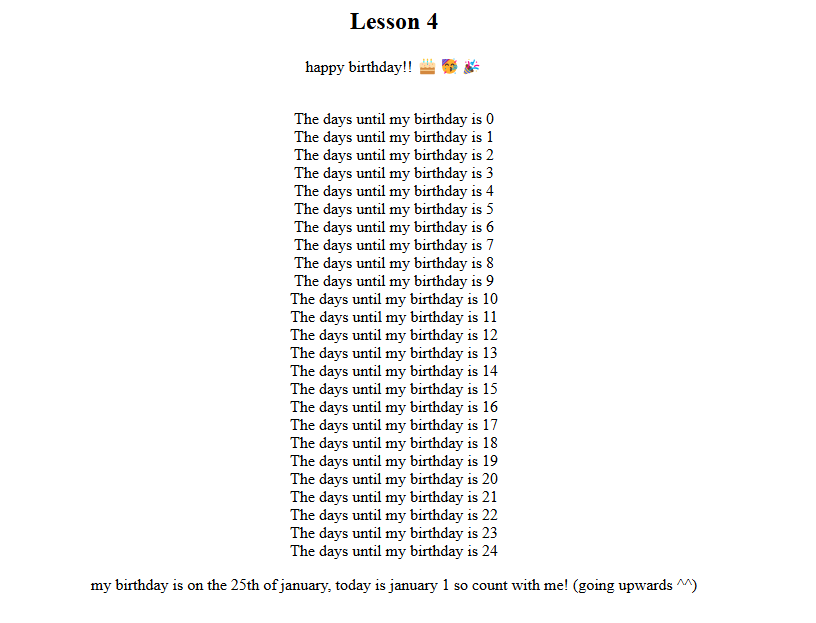 Lesson 4
happy birthday!! 🎂 🥳 🎉
The days until my birthday is 0
The days until my birthday is 1
The days until my birthday is 2
The days until my birthday is 3
The days until my birthday is 4
The days until my birthday is 5
The days until my birthday is 6
The days until my birthday is 7
The days until my birthday is 8
The days until my birthday is 9
The days until my birthday is 10
The days until my birthday is 11
The days until my birthday is 12
The days until my birthday is 13
The days until my birthday is 14
The days until my birthday is 15
The days until my birthday is 16
The days until my birthday is 17
The days until my birthday is 18
The days until my birthday is 19
The days until my birthday is 20
The days until my birthday is 21
The days until my birthday is 22
The days until my birthday is 23
The days until my birthday is 24
my birthday is on the 25th of january, today is january 1 so count with me! (going upwards ^^)